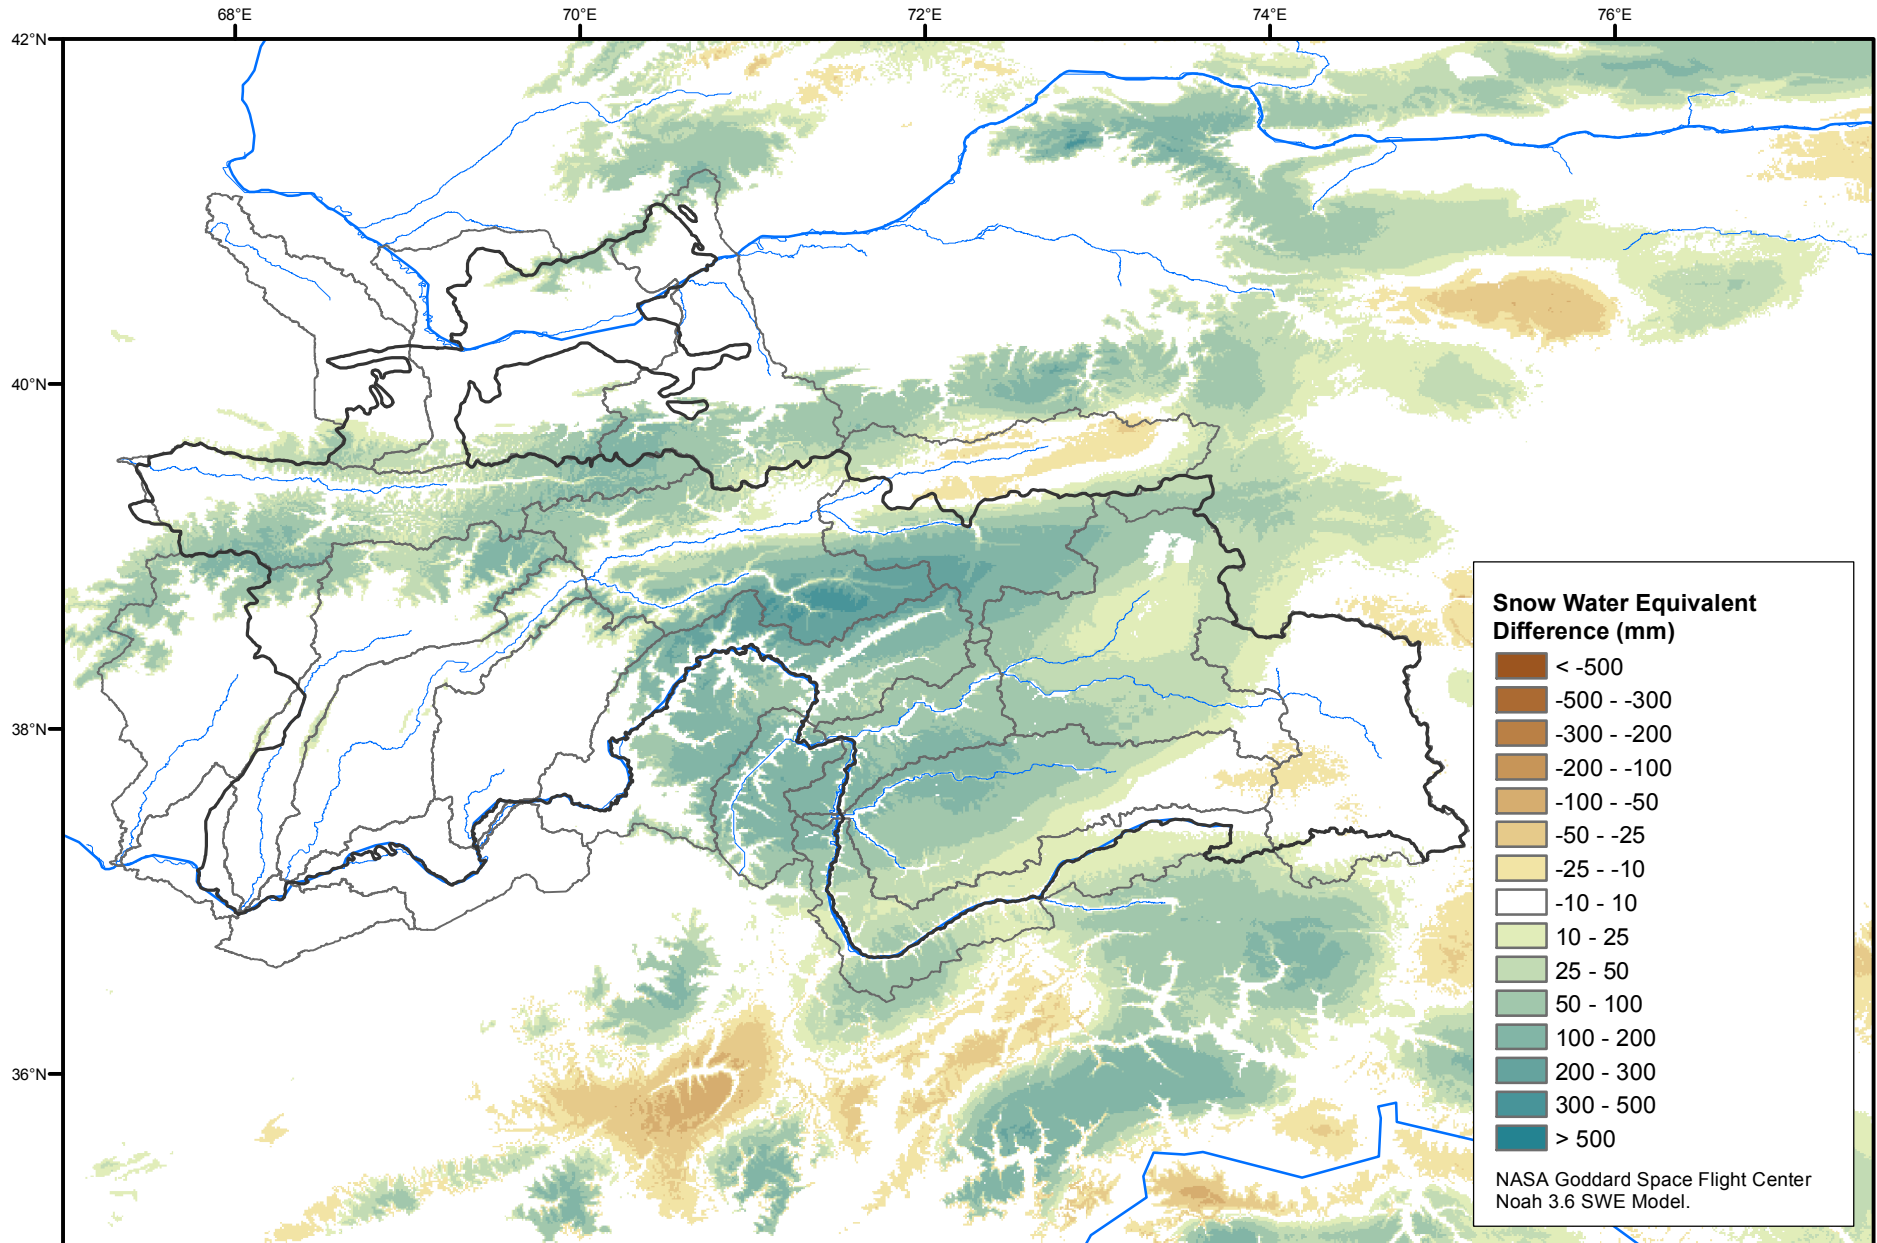 68°E
70°E
72°E
74°E
76°E
42°N
40°N
38°N
36°N
Snow Water Equivalent
Difference (mm)
< -500
-500 - -300
-300 - -200
-200 - -100
-100 - -50
-50 - -25
-25 - -10
-10 - 10
10 - 25
25 - 50
50 - 100
100 - 200
200 - 300
300 - 500
> 500
NASA Goddard Space Flight Center
Noah 3.6 SWE Model.